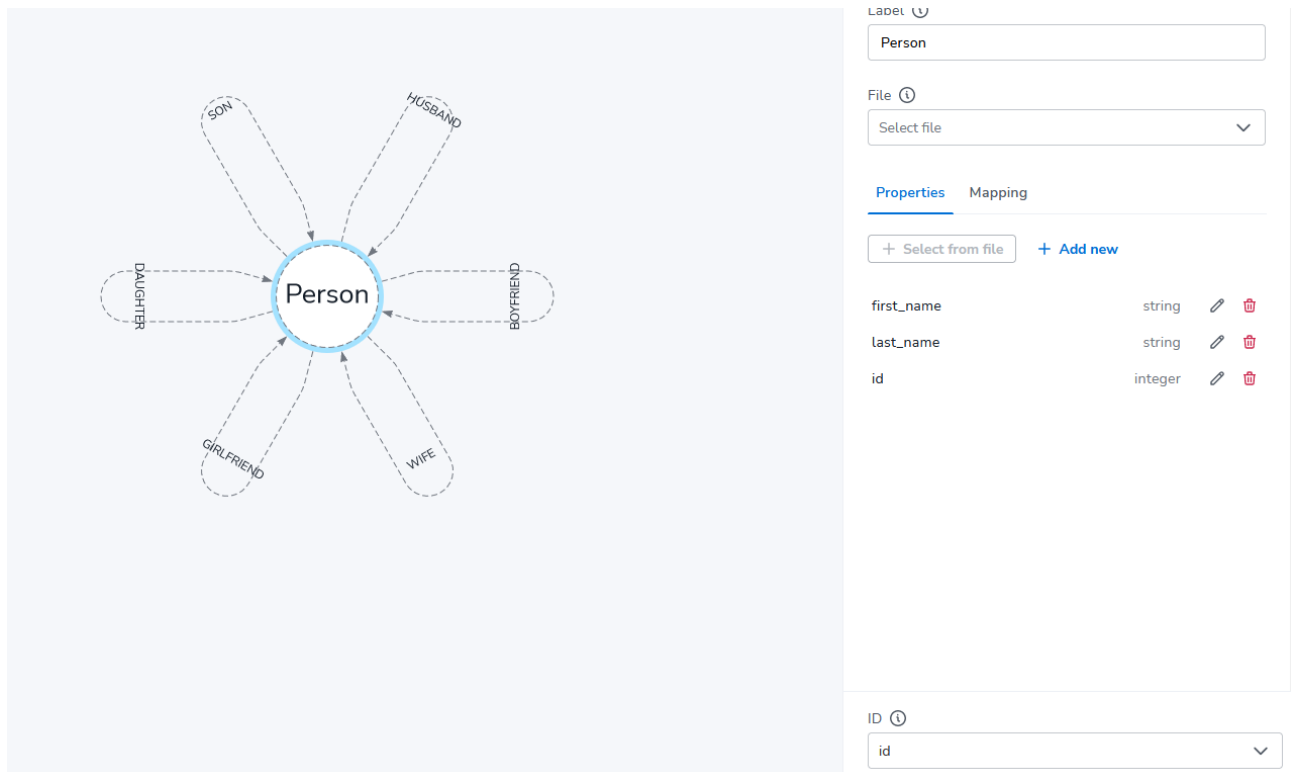 SON
HUSBAND
DAUGHTER
Person
BOYFRIEND
GIRLFRIEND
WIFE
Label
Person
File
Select file
Properties Mapping
+ Select from file + Add new
first_name string
last_name string
id integer
ID
id